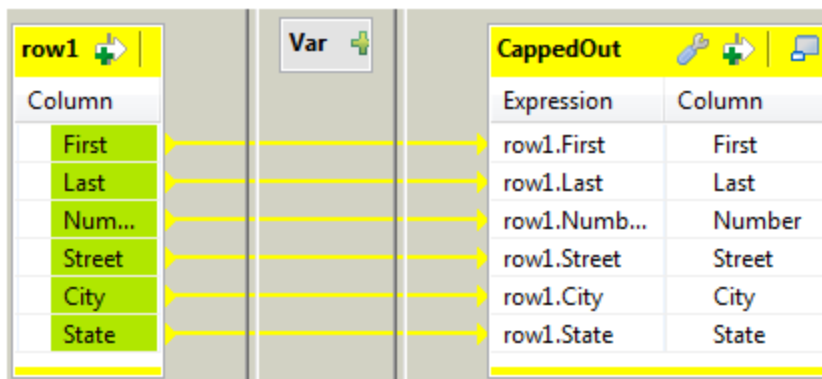 row1 Var CappedOut
Column Expression Column
First row1.First First
Last row1.Last Last
Num... row1.Numb... Number
Street row1.Street Street
City row1.City City
State row1.State State